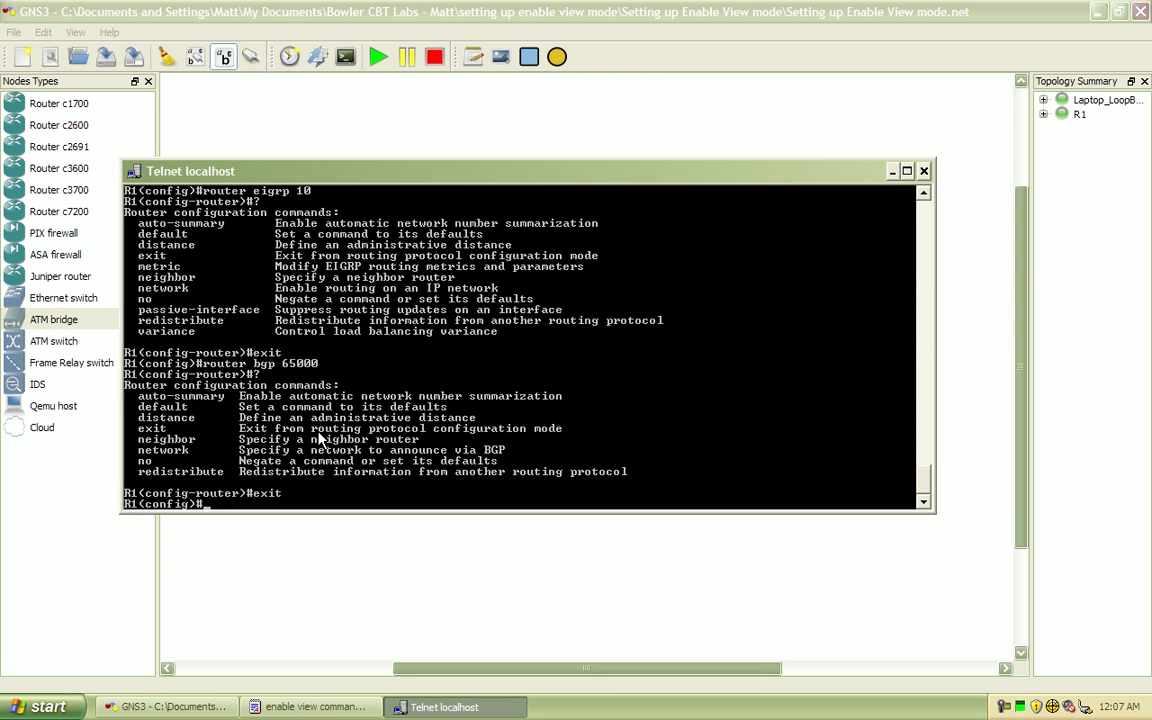 GNS3 - C:\Documents and Settings\Matt\My Documents\Bowler CBT Labs - Matt\setting up enable view mode\Setting up Enable View mode\Setting up Enable View mode.net
File Edit View Help
Nodes Types
Topology Summary
Router c1700
Router c2600
Router c2691
Router c3600
Router c3700
Router c7200
PIX firewall
ASA firewall
Juniper router
Ethernet switch
ATM bridge
ATM switch
Frame Relay switch
IDS
Qemu host
Cloud
Laptop_LoopB...
R1
Telnet localhost
R1(config)#router eigrp 10
R1(config-router)#?
Router configuration commands:
auto-summary Enable automatic network number summarization
default Set a command to its defaults
distance Define an administrative distance
exit Exit from routing protocol configuration mode
metric Modify EIGRP routing metrics and parameters
neighbor Specify a neighbor router
network Enable routing on an IP network
no Negate a command or set its defaults
passive-interface Suppress routing updates on an interface
redistribute Redistribute information from another routing protocol
variance Control load balancing variance
R1(config-router)#exit
R1(config)#router bgp 65000
R1(config-router)#?
Router configuration commands:
auto-summary Enable automatic network number summarization
default Set a command to its defaults
distance Define an administrative distance
exit Exit from routing protocol configuration mode
neighbor Specify a neighbor router
network Specify a network to announce via BGP
no Negate a command or set its defaults
redistribute Redistribute information from another routing protocol
R1(config-router)#exit
R1(config)#_
start
GNS3 - C:\Documents...
enable view comman...
Telnet localhost
12:07 AM